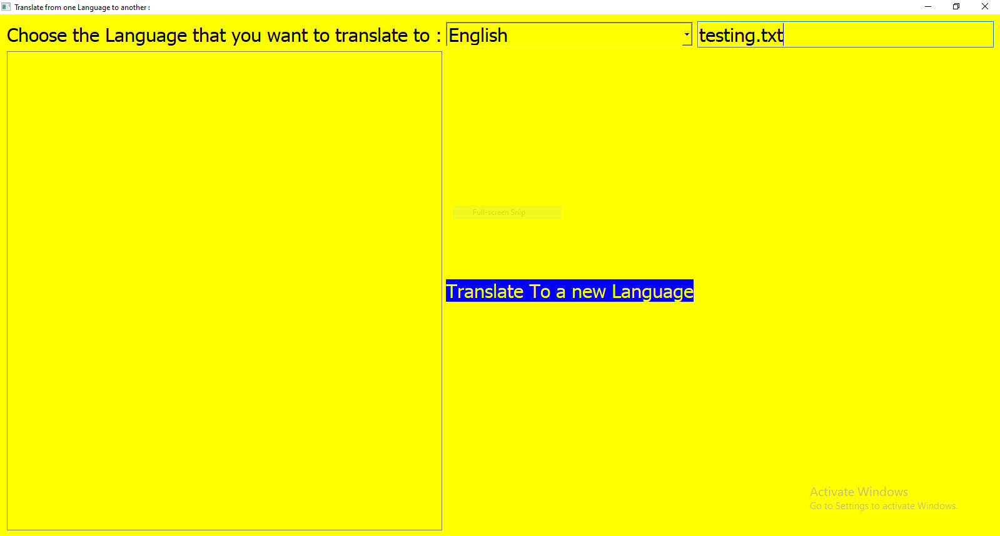 Translate from one Language to another :
Choose the Language that you want to translate to : English testing.txt
Full-screen Snip
Translate To a new Language
Activate Windows
Go to Settings to activate Windows.